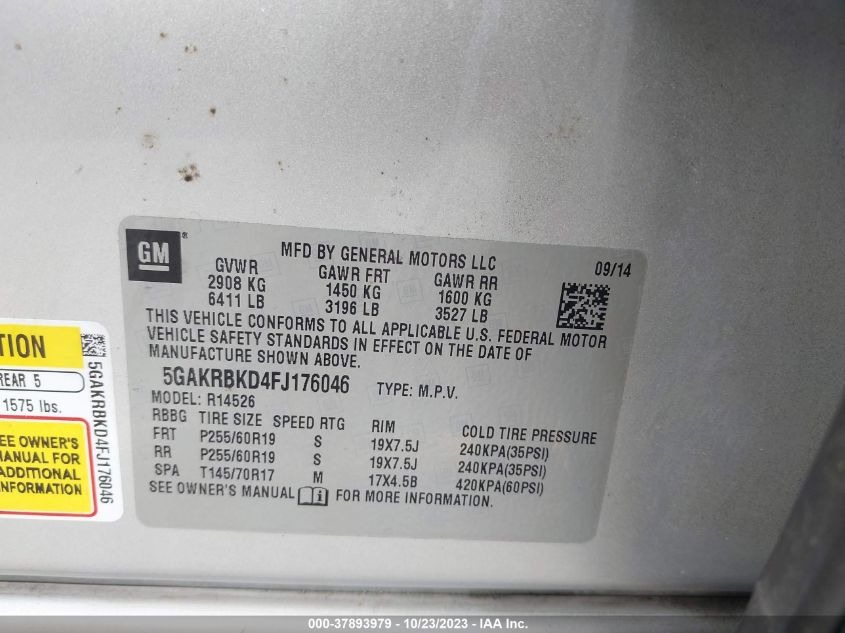 GM ®
MFD BY GENERAL MOTORS LLC
09/14
GVWR GAWR FRT GAWR RR
2908 KG 1450 KG 1600 KG
6411 LB 3196 LB 3527 LB
THIS VEHICLE CONFORMS TO ALL APPLICABLE U.S. FEDERAL MOTOR
VEHICLE SAFETY STANDARDS IN EFFECT ON THE DATE OF
MANUFACTURE SHOWN ABOVE.
5GAKRBKD4FJ176046 TYPE: M.P.V.
MODEL: R14526
RBBG TIRE SIZE SPEED RTG RIM COLD TIRE PRESSURE
FRT P255/60R19 S 19X7.5J 240KPA(35PSI)
RR P255/60R19 S 19X7.5J 240KPA(35PSI)
SPA T145/70R17 M 17X4.5B 420KPA(60PSI)
SEE OWNER'S MANUAL i FOR MORE INFORMATION.
REAR 5
1575 lbs.
EE OWNER'S
MANUAL FOR
ADDITIONAL
INFORMATION
5GAKRBKD4FJ176046
000-37893979 - 10/23/2023 - IAA Inc.